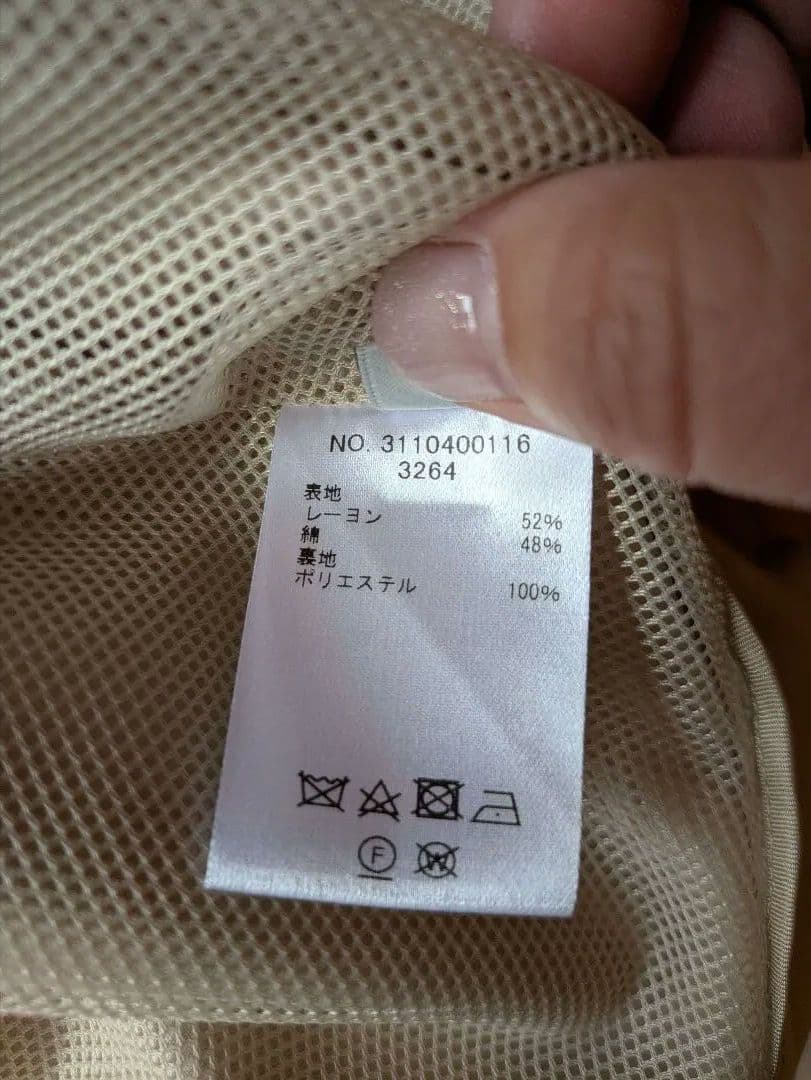 NO. 3110400116
3264
表地
レーヨン 52%
綿 48%
裏地
ポリエステル 100%
F
W